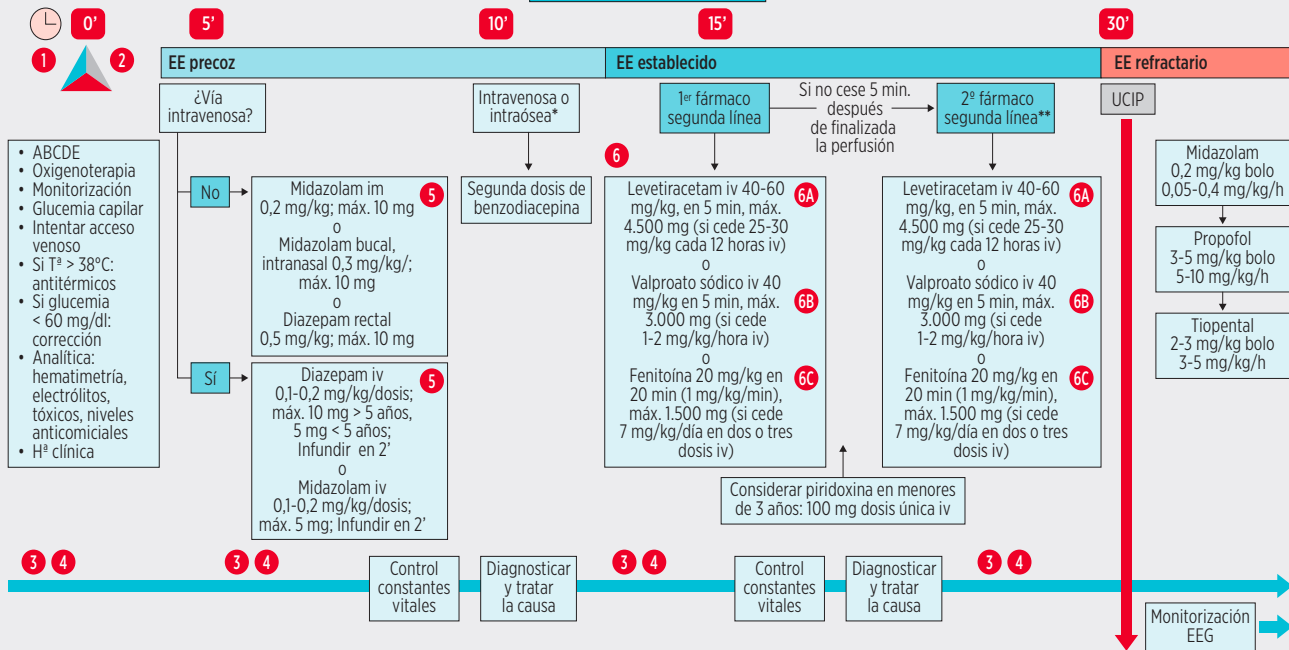 0’
5’
10’
15’
30’
1
2
EE precoz
EE establecido
EE refractario
¿Vía
intravenosa?
Intravenosa o
intraósea*
1er fármaco
segunda línea
Si no cese 5 min.
después
de finalizada
la perfusión
2º fármaco
segunda línea**
UCIP
• ABCDE
• Oxigenoterapia
• Monitorización
• Glucemia capilar
• Intentar acceso
venoso
• Si Tª > 38°C:
antitérmicos
• Si glucemia
< 60 mg/dl:
corrección
• Analítica:
hematimetría,
electrólitos,
tóxicos, niveles
anticomiciales
• Hª clínica
No
Midazolam im
0,2 mg/kg; máx. 10 mg
o
Midazolam bucal,
intranasal 0,3 mg/kg/;
máx. 10 mg
o
Diazepam rectal
0,5 mg/kg; máx. 10 mg
5
Sí
Diazepam iv
0,1-0,2 mg/kg/dosis;
máx. 10 mg > 5 años,
5 mg < 5 años;
Infundir en 2’
o
Midazolam iv
0,1-0,2 mg/kg/dosis;
máx. 5 mg; Infundir en 2’
5
Segunda dosis de
benzodiacepina
6
Levetiracetam iv 40-60
mg/kg, en 5 min, máx.
4.500 mg (si cede 25-30
mg/kg cada 12 horas iv)
o
Valproato sódico iv 40
mg/kg en 5 min, máx.
3.000 mg (si cede
1-2 mg/kg/hora iv)
o
Fenitoína 20 mg/kg en
20 min (1 mg/kg/min),
máx. 1.500 mg (si cede
7 mg/kg/día en dos o tres
dosis iv)
6A
6B
6C
Levetiracetam iv 40-60
mg/kg, en 5 min, máx.
4.500 mg (si cede 25-30
mg/kg cada 12 horas iv)
o
Valproato sódico iv 40
mg/kg en 5 min, máx.
3.000 mg (si cede
1-2 mg/kg/hora iv)
o
Fenitoína 20 mg/kg en
20 min (1 mg/kg/min),
máx. 1.500 mg (si cede
7 mg/kg/día en dos o tres
dosis iv)
6A
6B
6C
Considerar piridoxina en menores
de 3 años: 100 mg dosis única iv
Midazolam
0,2 mg/kg bolo
0,05-0,4 mg/kg/h
Propofol
3-5 mg/kg bolo
5-10 mg/kg/h
Tiopental
2-3 mg/kg bolo
3-5 mg/kg/h
3 4
3 4
Control
constantes
vitales
Diagnosticar
y tratar
la causa
3 4
Control
constantes
vitales
Diagnosticar
y tratar
la causa
3 4
Monitorización
EEG